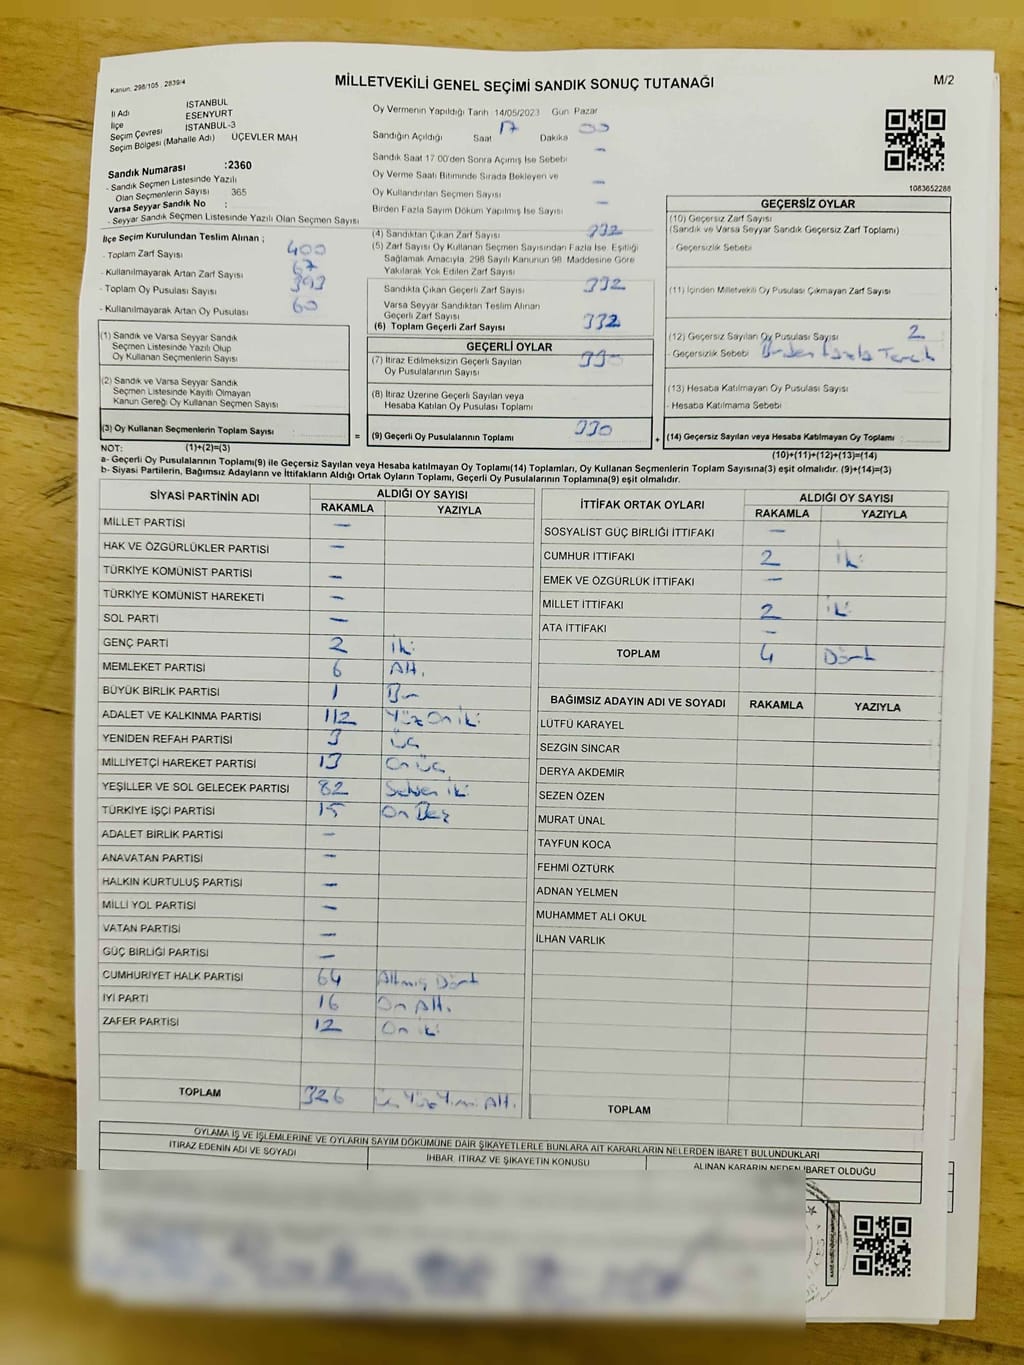 Kanun: 298/105 , 2839/4
MİLLETVEKİLİ GENEL SEÇİMİ SANDIK SONUÇ TUTANAĞI
M/2
İl Adı İSTANBUL
İlçe ESENYURT
Seçim Çevresi İSTANBUL-3
Seçim Bölgesi (Mahalle Adı) ÜÇEVLER MAH
Sandık Numarası :2360
- Sandık Seçmen Listesinde Yazılı
Olan Seçmenlerin Sayısı 365
Varsa Seyyar Sandık No :
- Seyyar Sandık Seçmen Listesinde Yazılı Olan Seçmen Sayısı
İlçe Seçim Kurulundan Teslim Alınan ;
- Toplam Zarf Sayısı 400
- Kullanılmayarak Artan Zarf Sayısı 67
- Toplam Oy Pusulası Sayısı 393
- Kullanılmayarak Artan Oy Pusulası 60
Oy Vermenin Yapıldığı Tarih 14/05/2023 Gün Pazar
Sandığın Açıldığı Saat 17 Dakika 00
Sandık Saat 17:00'den Sonra Açımış İse Sebebi –
Oy Verme Saati Bitiminde Sırada Bekleyen ve
Oy Kullandırılan Seçmen Sayısı –
Birden Fazla Sayım Döküm Yapılmış İse Sayısı –
(4) Sandıktan Çıkan Zarf Sayısı 332
(5) Zarf Sayısı Oy Kullanan Seçmen Sayısından Fazla İse, Eşitliği
Sağlamak Amacıyla, 298 Sayılı Kanunun 98. Maddesine Göre
Yakılarak Yok Edilen Zarf Sayısı
Sandıkta Çıkan Geçerli Zarf Sayısı 332
Varsa Seyyar Sandıktan Teslim Alınan
Geçerli Zarf Sayısı
(6) Toplam Geçerli Zarf Sayısı 332
1083652288
GEÇERSİZ OYLAR
(10) Geçersiz Zarf Sayısı
(Sandık ve Varsa Seyyar Sandık Geçersiz Zarf Toplamı)
- Geçersizlik Sebebi
(11) İçinden Milletvekili Oy Pusulası Çıkmayan Zarf Sayısı
(12) Geçersiz Sayılan Oy Pusulası Sayısı 2
Geçersizlik Sebebi Birden Fazla Tercih
(13) Hesaba Katılmayan Oy Pusulası Sayısı
- Hesaba Katılmama Sebebi
(1) Sandık ve Varsa Seyyar Sandık
Seçmen Listesinde Yazılı Olup
Oy Kullanan Seçmenlerin Sayısı
(2) Sandık ve Varsa Seyyar Sandık
Seçmen Listesinde Kayıtlı Olmayan
Kanun Gereği Oy Kullanan Seçmen Sayısı
(3) Oy Kullanan Seçmenlerin Toplam Sayısı
GEÇERLİ OYLAR
(7) İtiraz Edilmeksizin Geçerli Sayılan
Oy Pusulalarının Sayısı 330
(8) İtiraz Üzerine Geçerli Sayılan veya
Hesaba Katılan Oy Pusulası Toplamı
= (9) Geçerli Oy Pusulalarının Toplamı 330
+ (14) Geçersiz Sayılan veya Hesaba Katılmayan Oy Toplamı
NOT: (1)+(2)=(3)
(10)+(11)+(12)+(13)=(14)
a- Geçerli Oy Pusulalarının Toplamı(9) ile Geçersiz Sayılan veya Hesaba katılmayan Oy Toplamı(14) Toplamları, Oy Kullanan Seçmenlerin Toplam Sayısına(3) eşit olmalıdır. (9)+(14)=(3)
b- Siyasi Partilerin, Bağımsız Adayların ve İttifakların Aldığı Ortak Oyların Toplamı, Geçerli Oy Pusulalarının Toplamına(9) eşit olmalıdır.
SİYASİ PARTİNİN ADI ALDIĞI OY SAYISI
RAKAMLA YAZIYLA
MİLLET PARTİSİ –
HAK VE ÖZGÜRLÜKLER PARTİSİ –
TÜRKİYE KOMÜNİST PARTİSİ –
TÜRKİYE KOMÜNİST HAREKETİ –
SOL PARTİ –
GENÇ PARTİ 2 İki
MEMLEKET PARTİSİ 6 Altı
BÜYÜK BİRLİK PARTİSİ 1 Bir
ADALET VE KALKINMA PARTİSİ 112 Yüz On iki
YENİDEN REFAH PARTİSİ 3 üç
MİLLİYETÇİ HAREKET PARTİSİ 13 On üç
YEŞİLLER VE SOL GELECEK PARTİSİ 82 Seksen iki
TÜRKİYE İŞÇİ PARTİSİ 15 On Beş
ADALET BİRLİK PARTİSİ –
ANAVATAN PARTİSİ –
HALKIN KURTULUŞ PARTİSİ –
MİLLİ YOL PARTİSİ –
VATAN PARTİSİ –
GÜÇ BİRLİĞİ PARTİSİ –
CUMHURİYET HALK PARTİSİ 64 Altmış Dört
İYİ PARTİ 16 On Altı
ZAFER PARTİSİ 12 On iki
TOPLAM 326 üç Yüz Yirmi Altı
İTTİFAK ORTAK OYLARI ALDIĞI OY SAYISI
RAKAMLA YAZIYLA
SOSYALİST GÜÇ BİRLİĞİ İTTİFAKI –
CUMHUR İTTİFAKI 2 İki
EMEK VE ÖZGÜRLÜK İTTİFAKI –
MİLLET İTTİFAKI 2 iki
ATA İTTİFAKI –
TOPLAM 4 Dört
BAĞIMSIZ ADAYIN ADI VE SOYADI RAKAMLA YAZIYLA
LÜTFÜ KARAYEL
SEZGİN SİNCAR
DERYA AKDEMİR
SEZEN ÖZEN
MURAT ÜNAL
TAYFUN KOCA
FEHMİ ÖZTÜRK
ADNAN YELMEN
MUHAMMET ALİ OKUL
İLHAN VARLIK
TOPLAM
OYLAMA İŞ VE İŞLEMLERİNE VE OYLARIN SAYIM DÖKÜMÜNE DAİR ŞİKAYETLERLE BUNLARA AİT KARARLARIN NELERDEN İBARET BULUNDUKLARI
İTİRAZ EDENİN ADI VE SOYADI İHBAR, İTİRAZ VE ŞİKAYETİN KONUSU ALINAN KARARIN NEDEN İBARET OLDUĞU